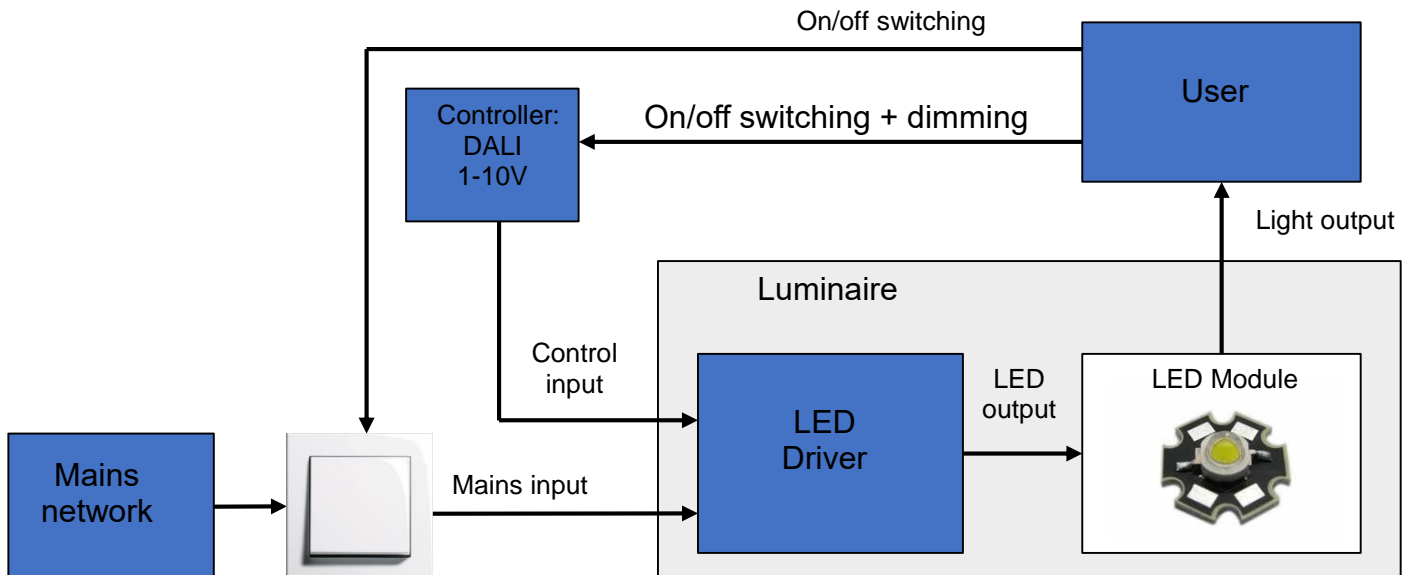 On/off switching
User
Controller:
DALI
1-10V
On/off switching + dimming
Light output
Luminaire
Control
input
LED
output
LED Module
LED
Driver
Mains
network
Mains input